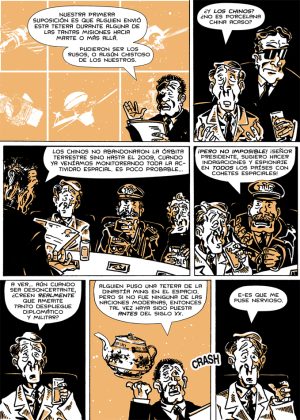 NUESTRA PRIMERA
SUPOSICIÓN ES QUE ALGUIEN ENVIÓ
ESTA TETERA DURANTE ALGUNA DE
LAS TANTAS MISIONES HACIA
MARTE O MÁS ALLÁ.
PUDIERON SER LOS
RUSOS, O ALGÚN CHISTOSO
DE LOS NUESTROS.
¿Y LOS CHINOS?
¿NO ES PORCELANA
CHINA ACASO?
LOS CHINOS NO ABANDONARON LA ÓRBITA
TERRESTRE SINO HASTA EL 2009, CUANDO
YA VENÍAMOS MONITOREANDO TODA LA AC-
TIVIDAD ESPACIAL. ES POCO PROBABLE...
¡PERO NO IMPOSIBLE! ¡SEÑOR
PRESIDENTE, SUGIERO HACER
INDAGACIONES Y ESPIONAJE
EN TODOS LOS PAÍSES CON
COHETES ESPACIALES!
A VER... AÚN CUANDO
SEA DESCONCERTANTE,
¿CREEN REALMENTE
QUE AMERITE
TANTO DESPLIEGUE
DIPLOMÁTICO
Y MILITAR?
ALGUIEN PUSO UNA TETERA DE LA
DINASTÍA MING EN EL ESPACIO.
PERO SI NO FUE NINGUNA DE LAS
NACIONES MODERNAS, ENTONCES
TAL VEZ HAYA SIDO PUESTA
ANTES DEL SIGLO XX.
CRASH
E-ES QUE ME
PUSE NERVIOSO.